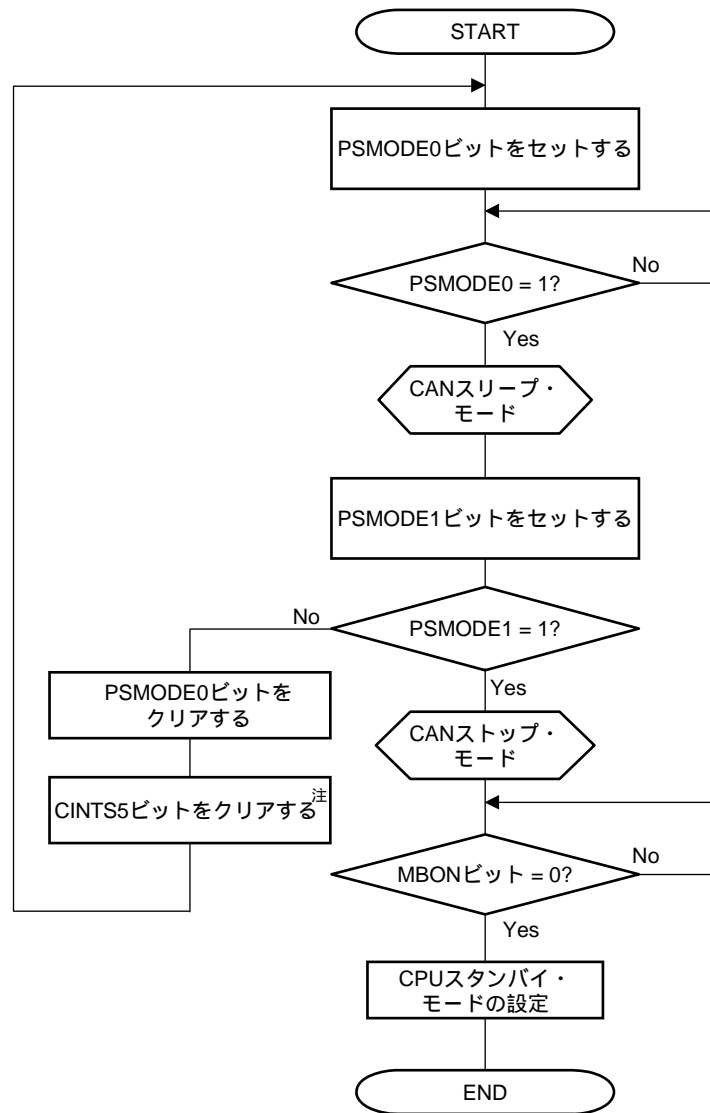 START
PSMODE0ビットをセットする
PSMODE0 = 1?
No
Yes
CANスリープ・
モード
PSMODE1ビットをセットする
No
PSMODE1 = 1?
Yes
PSMODE0ビットを
クリアする
CANストップ・
モード
CINTS5ビットをクリアする注
MBONビット = 0?
No
Yes
CPUスタンバイ・
モードの設定
END